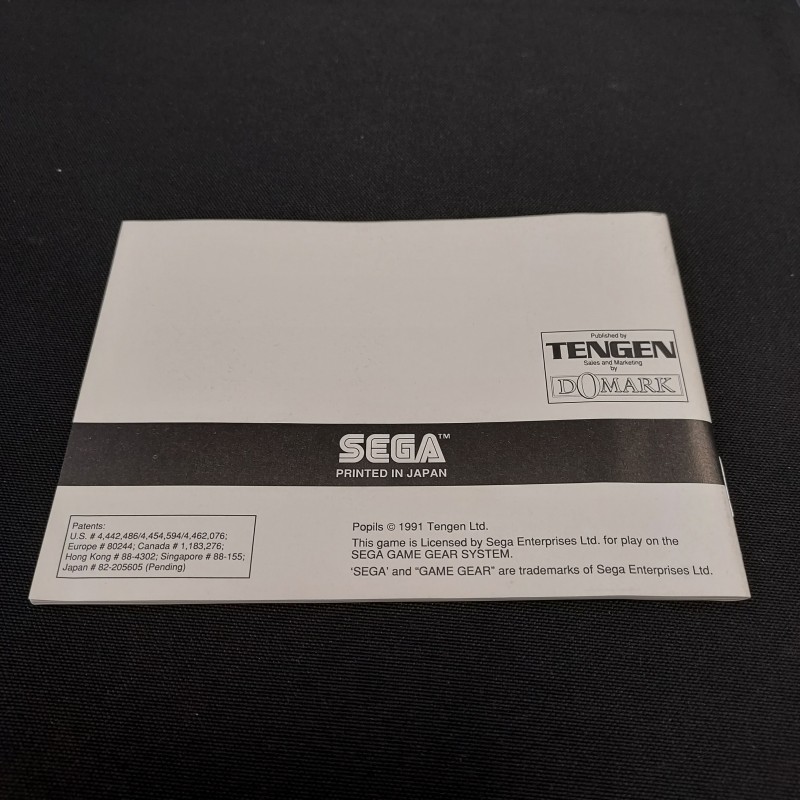 Published by
TENGEN
Sales and Marketing
by
DOMARK
SEGA™
PRINTED IN JAPAN
Patents:
U.S. # 4,442,486/4,454,594/4,462,076;
Europe # 80244; Canada # 1,183,276;
Hong Kong # 88-4302; Singapore # 88-155;
Japan # 82-205605 (Pending)
Popils © 1991 Tengen Ltd.
This game is Licensed by Sega Enterprises Ltd. for play on the
SEGA GAME GEAR SYSTEM.
'SEGA' and "GAME GEAR" are trademarks of Sega Enterprises Ltd.